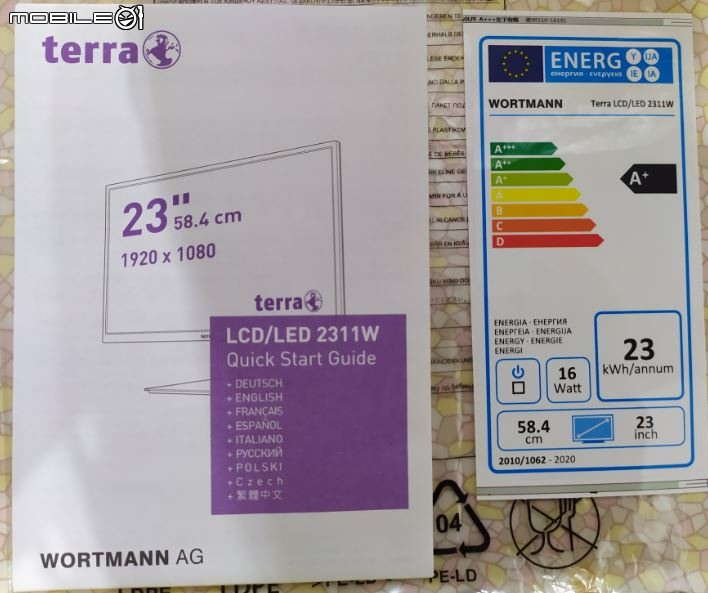 MOBILE01
terra
23"
58.4 cm
1920 x 1080
terra
LCD/LED 2311W
Quick Start Guide
+ DEUTSCH
+ ENGLISH
+ FRANÇAIS
+ ESPAÑOL
+ ITALIANO
+ РУССКИЙ
+ POLSKI
+ Czech
+ 繁體中文
WORTMANN AG
ENERG
Y IJA
IE IA
енергия · ενεργεια
WORTMANN Terra LCD/LED 2311W
A+++
A++
A+
A
B
C
D
A+
ENERGIA · ЕНЕРГИЯ
ΕΝΕΡΓΕΙΑ · ENERGIJA
ENERGY · ENERGIE
ENERGI
16
Watt
23
kWh/annum
58.4
cm
23
inch
2010/1062 - 2020
04
PE-LD